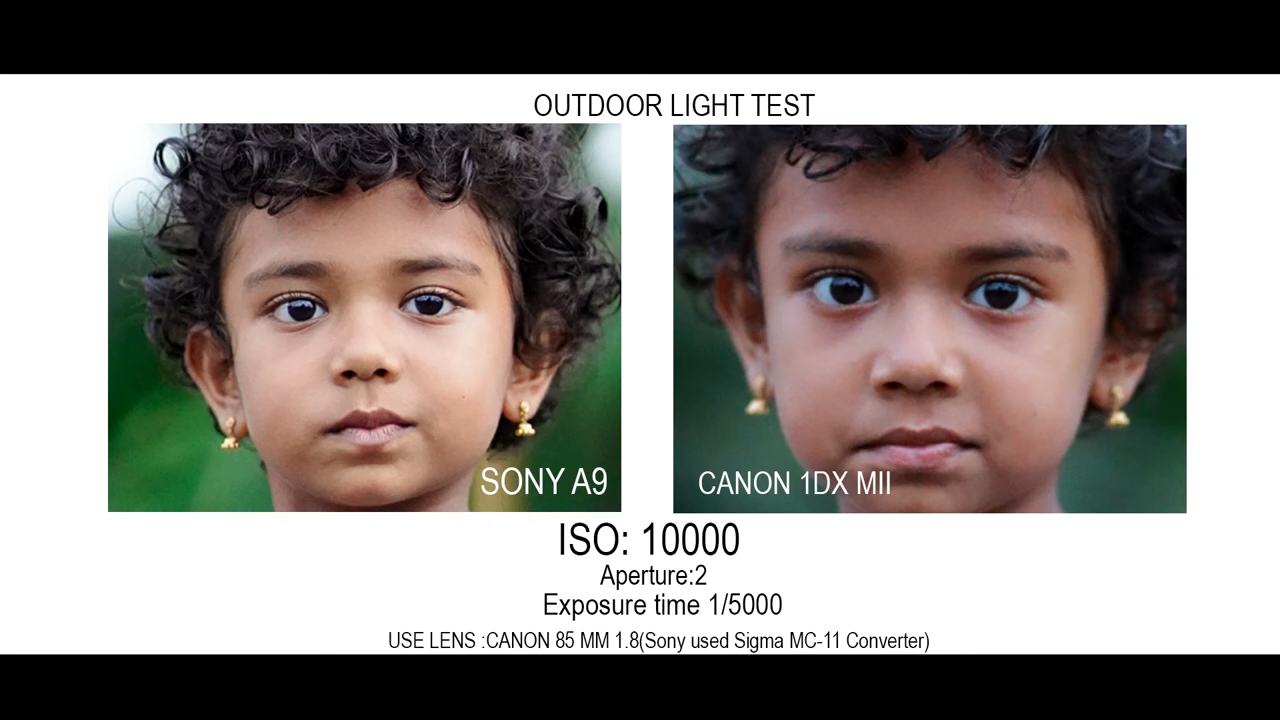 OUTDOOR LIGHT TEST
SONY A9
CANON 1DX MII
ISO: 10000
Aperture:2
Exposure time 1/5000
USE LENS :CANON 85 MM 1.8(Sony used Sigma MC-11 Converter)